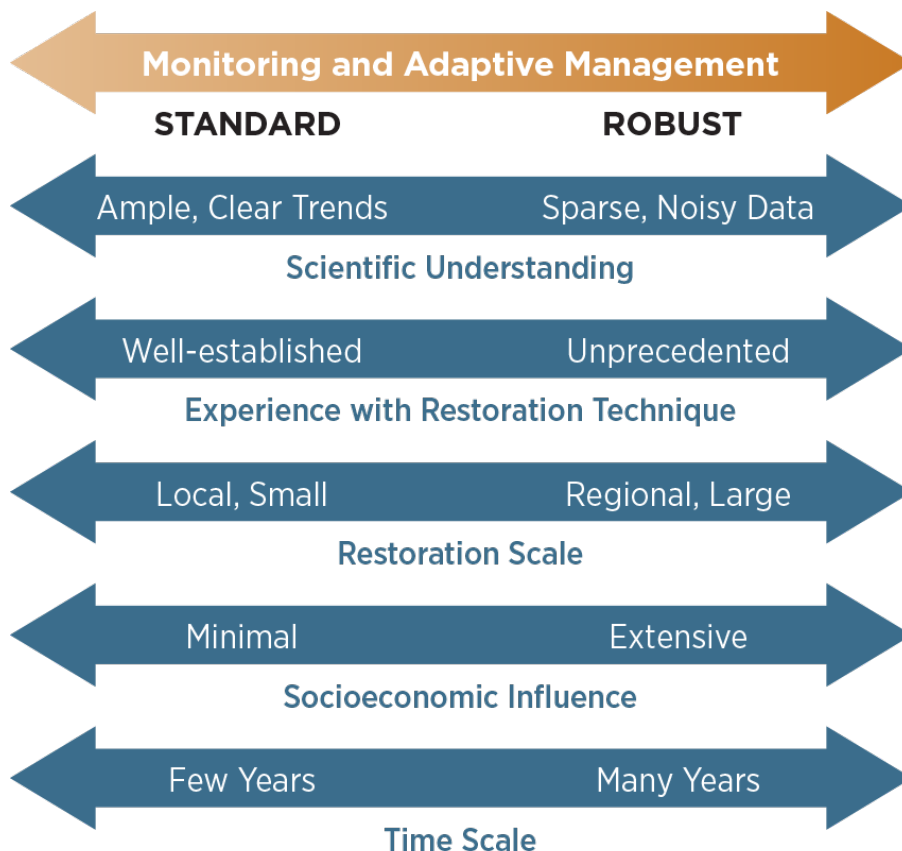 Monitoring and Adaptive Management
STANDARD ROBUST
Ample, Clear Trends Sparse, Noisy Data
Scientific Understanding
Well-established Unprecedented
Experience with Restoration Technique
Local, Small Regional, Large
Restoration Scale
Minimal Extensive
Socioeconomic Influence
Few Years Many Years
Time Scale